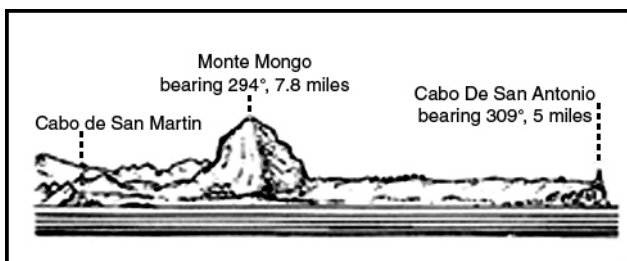 Monte Mongo
bearing 294°, 7.8 miles
Cabo De San Antonio
bearing 309°, 5 miles
Cabo de San Martin